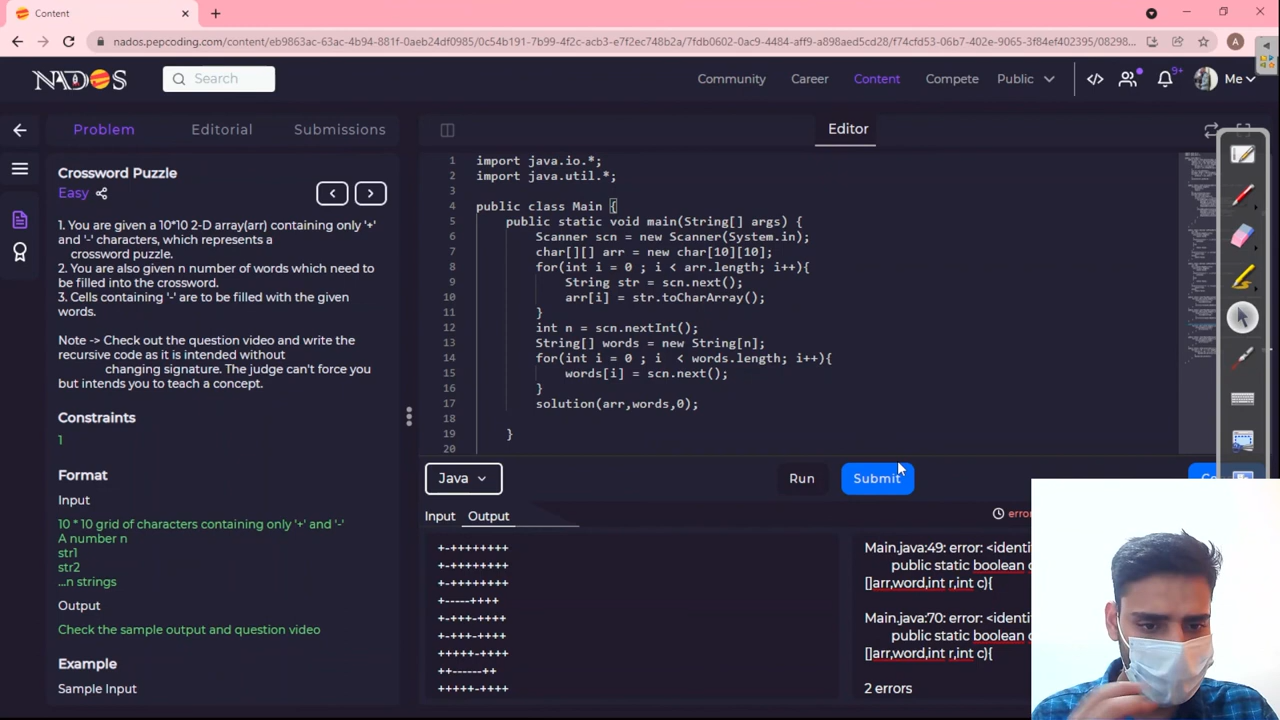 Content
nados.pepcoding.com/content/eb9863ac-63ac-4b94-881f-0aeb24df0985/0c54b191-7b99-4f2c-acb3-e7f2ec748b2a/7fdb0602-0ac9-4484-aff9-a898aed5cd28/f74cfd53-06b7-402e-9065-3f84ef402395/08298...
A
NADOS
Search
Community
Career
Content
Compete
Public
9+
Me
Problem
Editorial
Submissions
Editor
Crossword Puzzle
Easy
1. You are given a 10*10 2-D array(arr) containing only '+'
and '-' characters, which represents a
crossword puzzle.
2. You are also given n number of words which need to
be filled into the crossword.
3. Cells containing '-' are to be filled with the given
words.
Note -> Check out the question video and write the
recursive code as it is intended without
changing signature. The judge can't force you
but intends you to teach a concept.
Constraints
1
Format
Input
10 * 10 grid of characters containing only '+' and '-'
A number n
str1
str2
...n strings
Output
Check the sample output and question video
Example
Sample Input
1 import java.io.*;
2 import java.util.*;
3
4 public class Main {
5 public static void main(String[] args) {
6 Scanner scn = new Scanner(System.in);
7 char[][] arr = new char[10][10];
8 for(int i = 0 ; i < arr.length; i++){
9 String str = scn.next();
10 arr[i] = str.toCharArray();
11 }
12 int n = scn.nextInt();
13 String[] words = new String[n];
14 for(int i = 0 ; i  < words.length; i++){
15 words[i] = scn.next();
16 }
17 solution(arr,words,0);
18
19 }
20
Java
Run
Submit
Input
Output
error
+-++++++++
+-++++++++
+-++++++++
+-----++++
+-+++-++++
+-+++-++++
+++++-++++
++------++
+++++-++++
Main.java:49: error: <identi
public static boolean c
[]arr,word,int r,int c){
Main.java:70: error: <identi
public static boolean c
[]arr,word,int r,int c){
2 errors